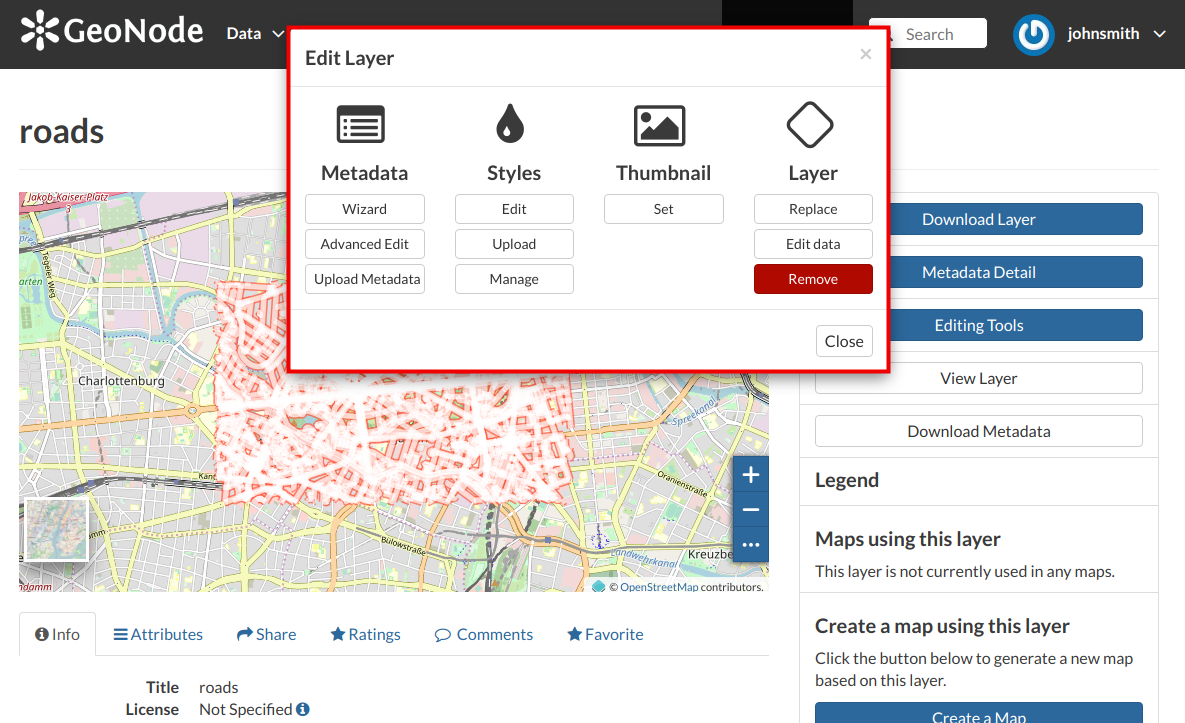 GeoNode
Data
Search
johnsmith
Edit Layer
×
Metadata
Styles
Thumbnail
Layer
Wizard
Edit
Set
Replace
Advanced Edit
Upload
Edit data
Upload Metadata
Manage
Remove
Close
roads
Download Layer
Metadata Detail
Editing Tools
View Layer
Download Metadata
Legend
Maps using this layer
This layer is not currently used in any maps.
Create a map using this layer
Click the button below to generate a new map
based on this layer.
Create a Map
Jakob-Kaiser-Platz
3
Tegeler Weg
Charlottenburg
Spreekanal
Oranienstraße
Bülowstraße
Landwehrkanal
© OpenStreetMap contributors.
Info
Attributes
Share
Ratings
Comments
Favorite
Title roads
License Not Specified